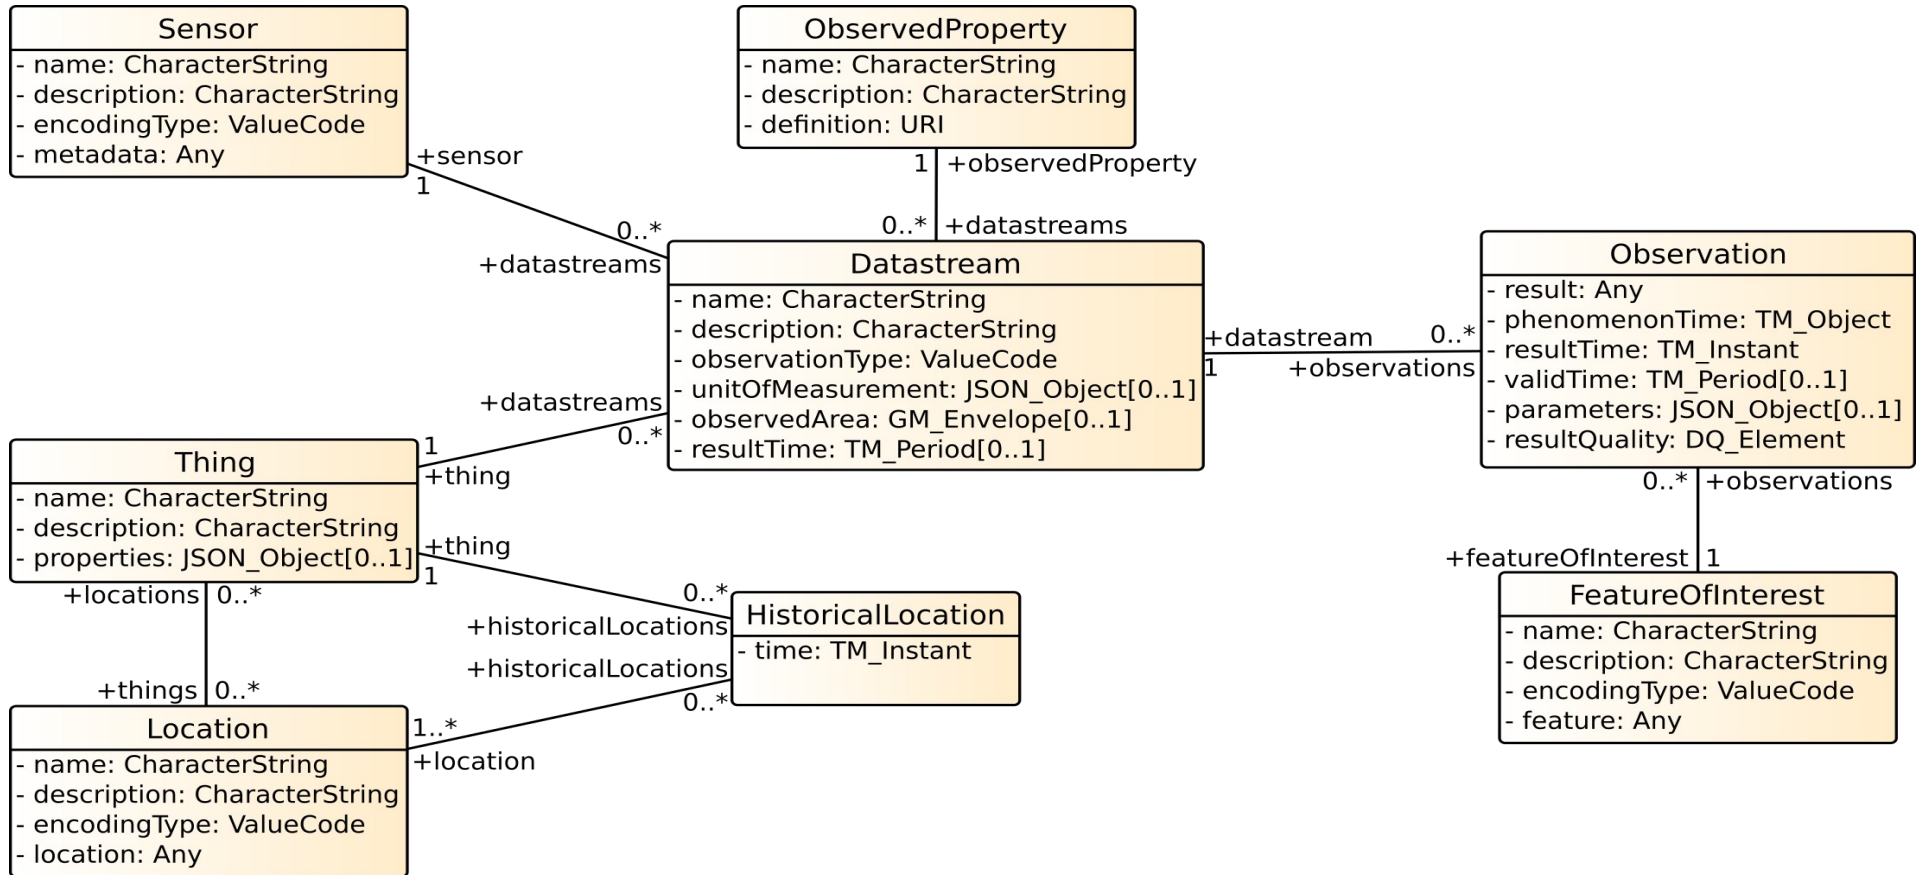 Sensor
- name: CharacterString
- description: CharacterString
- encodingType: ValueCode
- metadata: Any
ObservedProperty
- name: CharacterString
- description: CharacterString
- definition: URI
+sensor
1
0..*
+datastreams
1 +observedProperty
0..* +datastreams
Datastream
- name: CharacterString
- description: CharacterString
- observationType: ValueCode
- unitOfMeasurement: JSON_Object[0..1]
- observedArea: GM_Envelope[0..1]
- resultTime: TM_Period[0..1]
+datastream
1
0..*
+observations
Observation
- result: Any
- phenomenonTime: TM_Object
- resultTime: TM_Instant
- validTime: TM_Period[0..1]
- parameters: JSON_Object[0..1]
- resultQuality: DQ_Element
+datastreams
0..*
1
+thing
Thing
- name: CharacterString
- description: CharacterString
- properties: JSON_Object[0..1]
+thing
1
0..*
+historicalLocations
+locations 0..*
+things 0..*
HistoricalLocation
- time: TM_Instant
+historicalLocations
0..*
1..*
+location
Location
- name: CharacterString
- description: CharacterString
- encodingType: ValueCode
- location: Any
0..* +observations
+featureOfInterest 1
FeatureOfInterest
- name: CharacterString
- description: CharacterString
- encodingType: ValueCode
- feature: Any